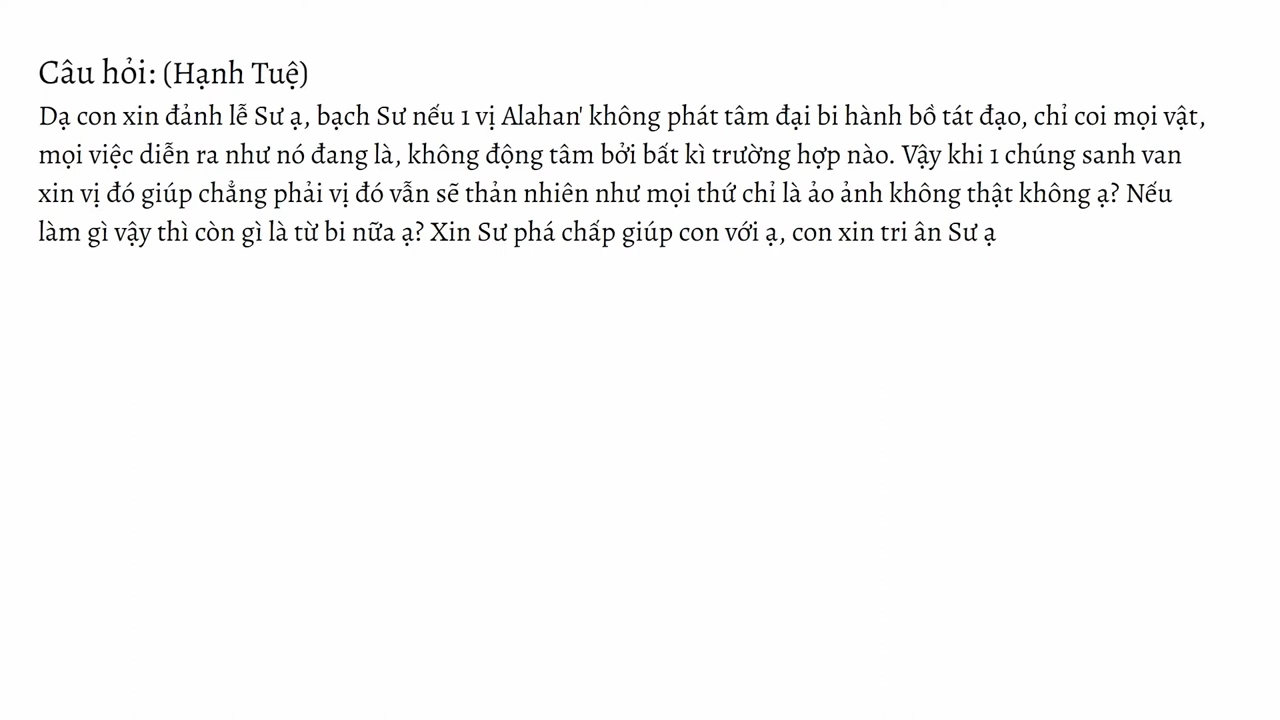 Câu hỏi: (Hạnh Tuệ)
Dạ con xin đảnh lễ Sư ạ, bạch Sư nếu 1 vị Alahan' không phát tâm đại bi hành bồ tát đạo, chỉ coi mọi vật,
mọi việc diễn ra như nó đang là, không động tâm bởi bất kì trường hợp nào. Vậy khi 1 chúng sanh van
xin vị đó giúp chẳng phải vị đó vẫn sẽ thản nhiên như mọi thứ chỉ là ảo ảnh không thật không ạ? Nếu
làm gì vậy thì còn gì là từ bi nữa ạ? Xin Sư phá chấp giúp con với ạ, con xin tri ân Sư ạ